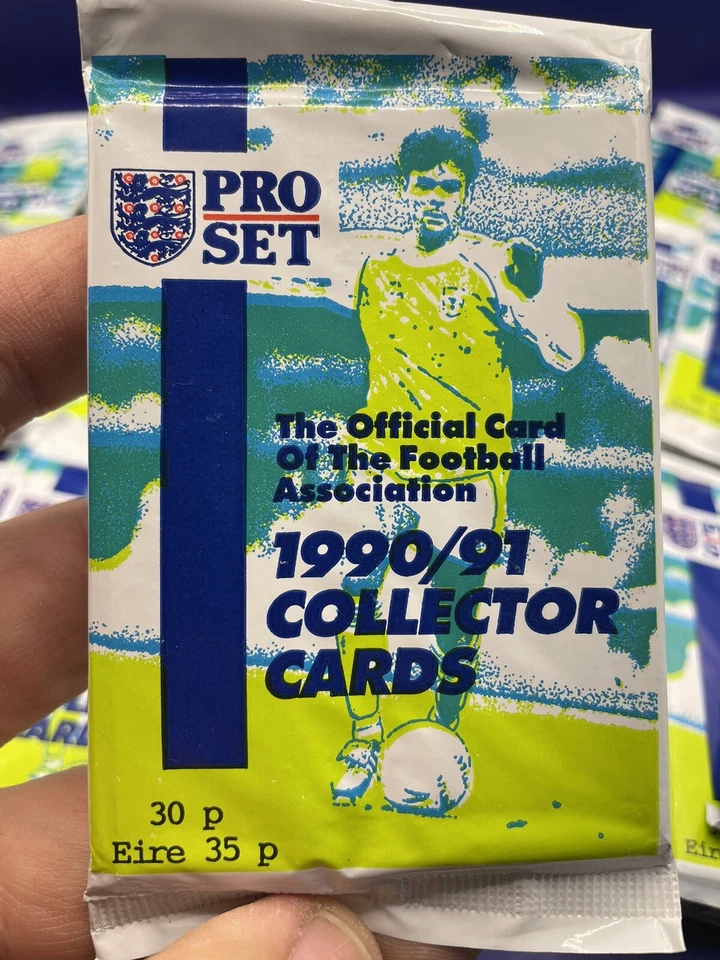 PRO
SET
The Official Card
Of The Football
Association
1990/91
COLLECTOR
CARDS
30 p
Eire 35 p